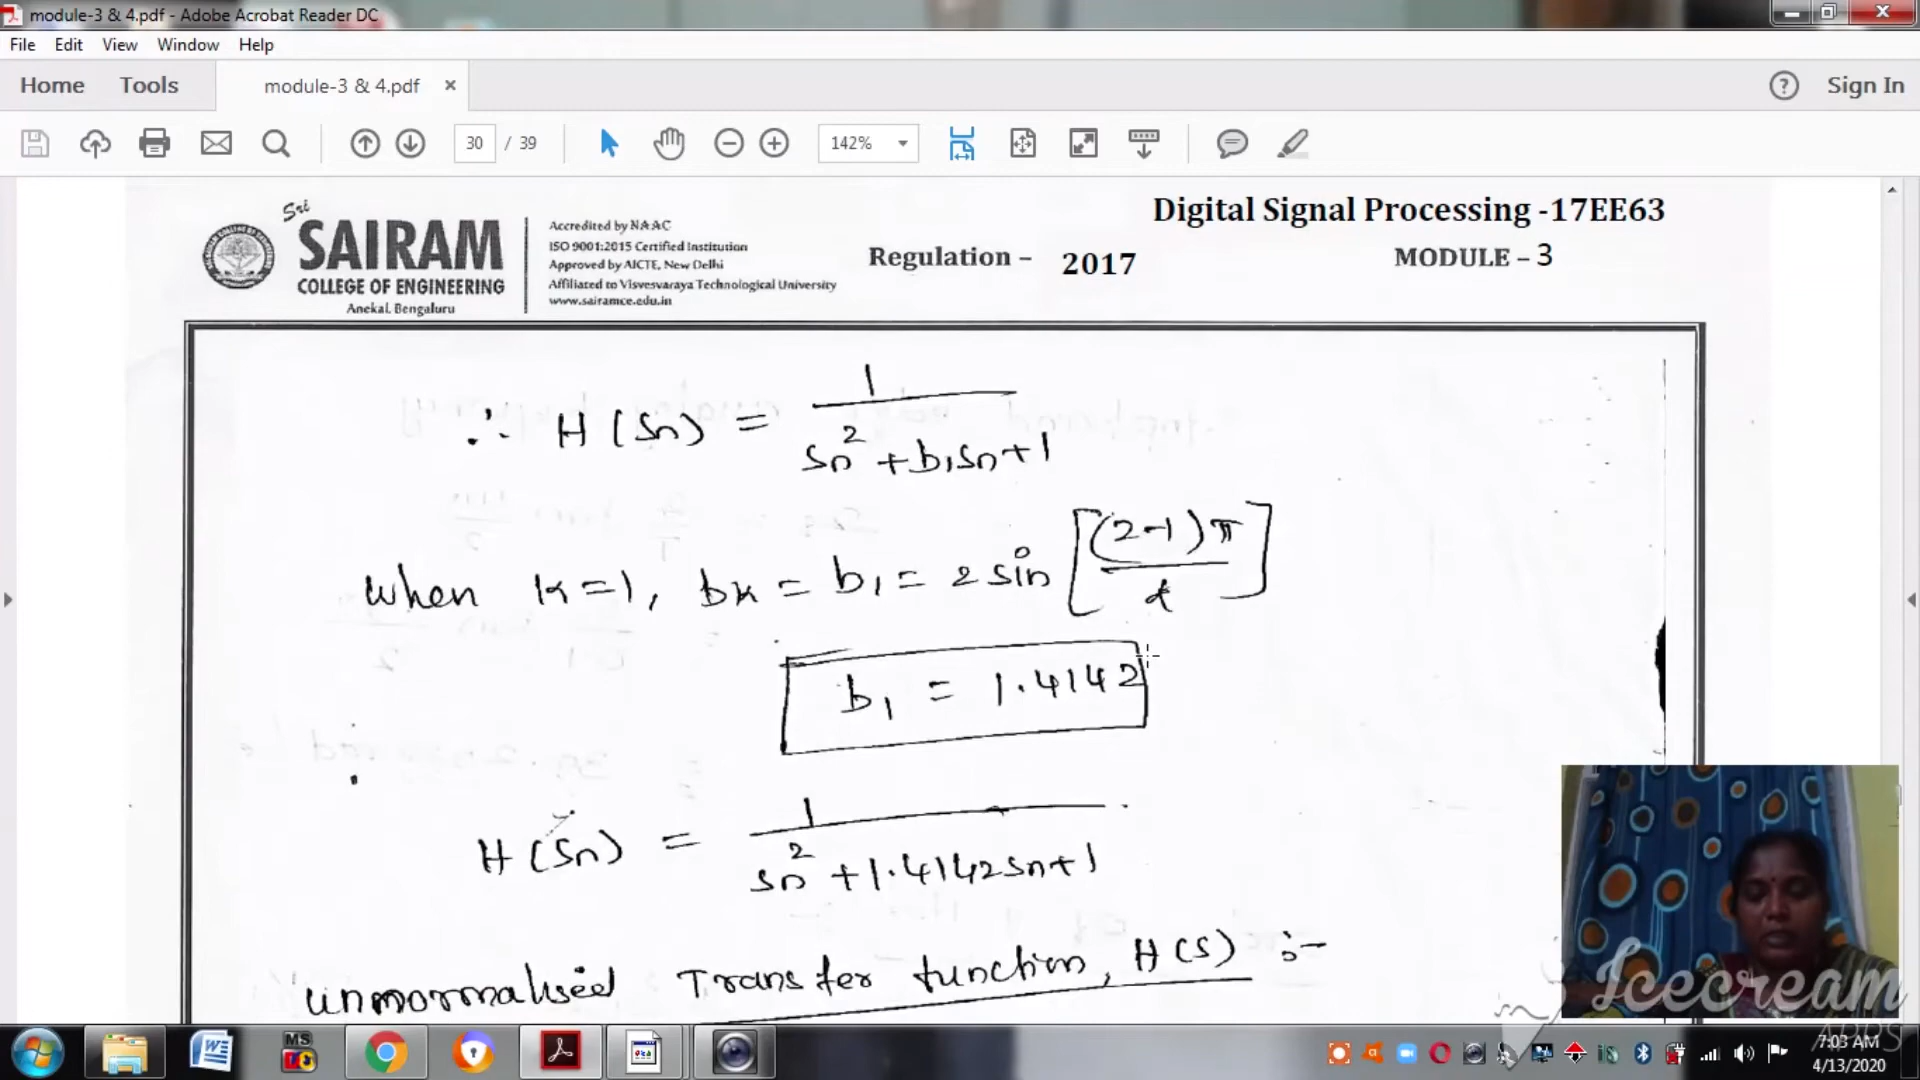 module-3 & 4.pdf - Adobe Acrobat Reader DC
File Edit View Window Help
Home Tools module-3 & 4.pdf × ? Sign In
30 / 39 142%
Sri
SAIRAM
COLLEGE OF ENGINEERING
Anekal, Bengaluru
Accredited by NAAC
ISO 9001:2015 Certified Institution
Approved by AICTE, New Delhi
Affiliated to Visvesvaraya Technological University
www.sairamce.edu.in
Regulation – 2017
Digital Signal Processing -17EE63
MODULE – 3
∴ H(Sn) = 1 / Sn² + b₁Sn + 1
when K=1, bK = b₁ = 2 sin [(2-1)π / 4]
b₁ = 1.4142
H(Sn) = 1 / Sn² + 1.4142Sn + 1
unnormalised Transfer function, H(S) :-
Icecream
APPS
MS
7:03 AM
4/13/2020